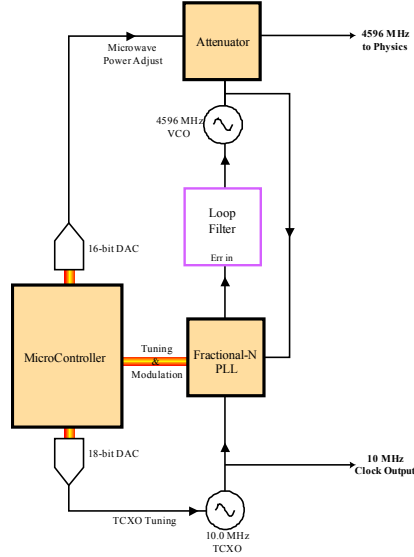 Attenuator
4596 MHz
to Physics
Microwave
Power Adjust
4596 MHz
VCO
Loop
Filter
Err in
16-bit DAC
MicroController
Tuning
&
Modulation
Fractional-N
PLL
18-bit DAC
10 MHz
Clock Output
TCXO Tuning
10.0 MHz
TCXO